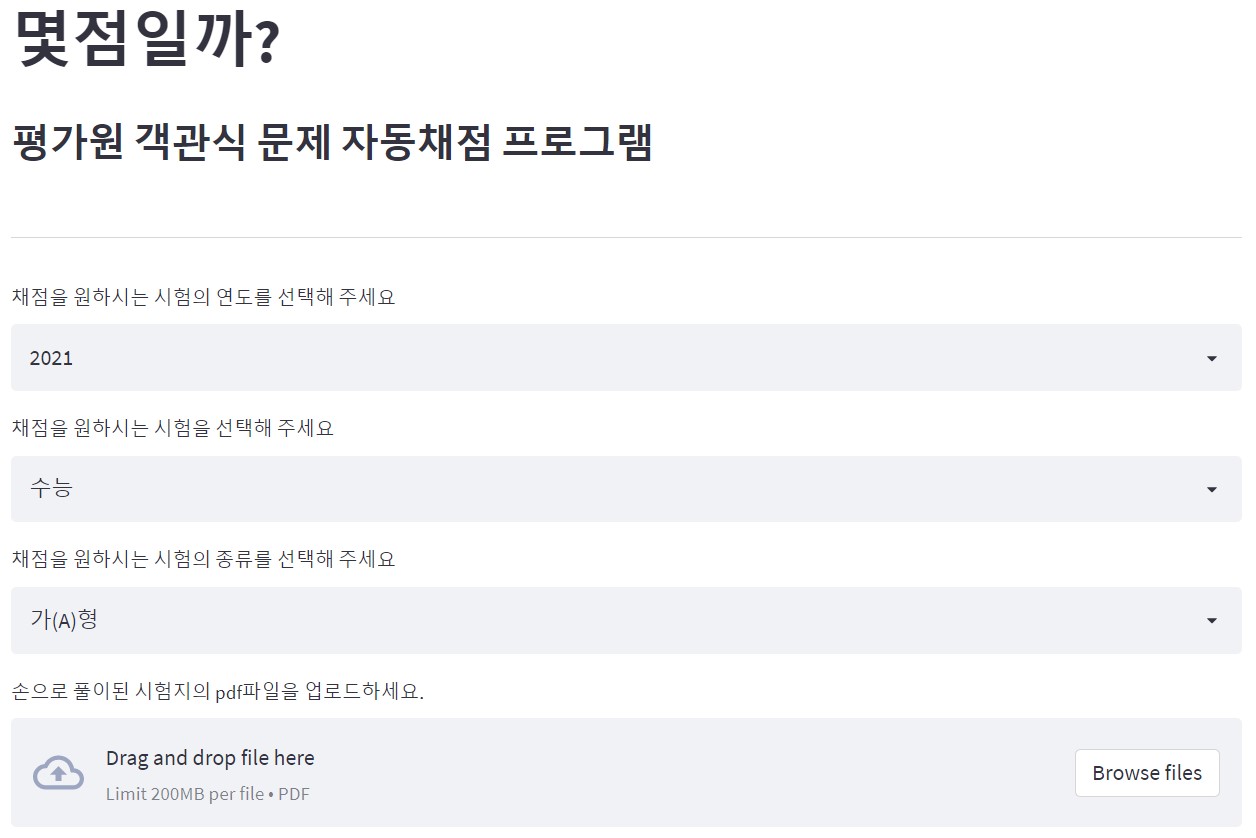 몇점일까?
평가원 객관식 문제 자동채점 프로그램
채점을 원하시는 시험의 연도를 선택해 주세요
2021
채점을 원하시는 시험을 선택해 주세요
수능
채점을 원하시는 시험의 종류를 선택해 주세요
가(A)형
손으로 풀이된 시험지의 pdf파일을 업로드하세요.
Drag and drop file here
Limit 200MB per file • PDF
Browse files